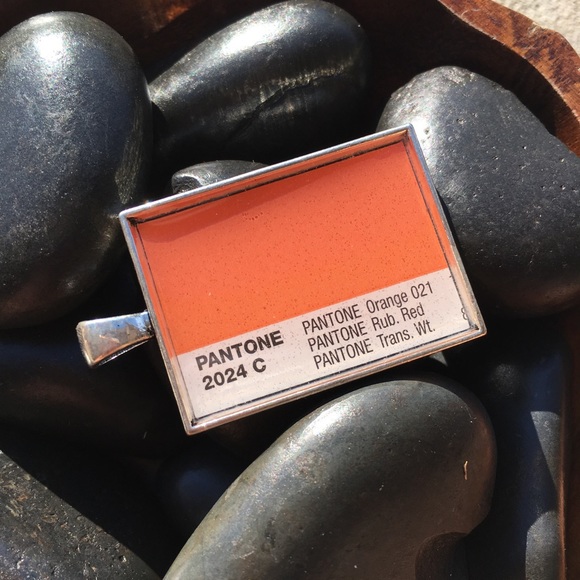 PANTONE
2024 C
PANTONE Orange 021
PANTONE Rub. Red
PANTONE Trans. Wt.